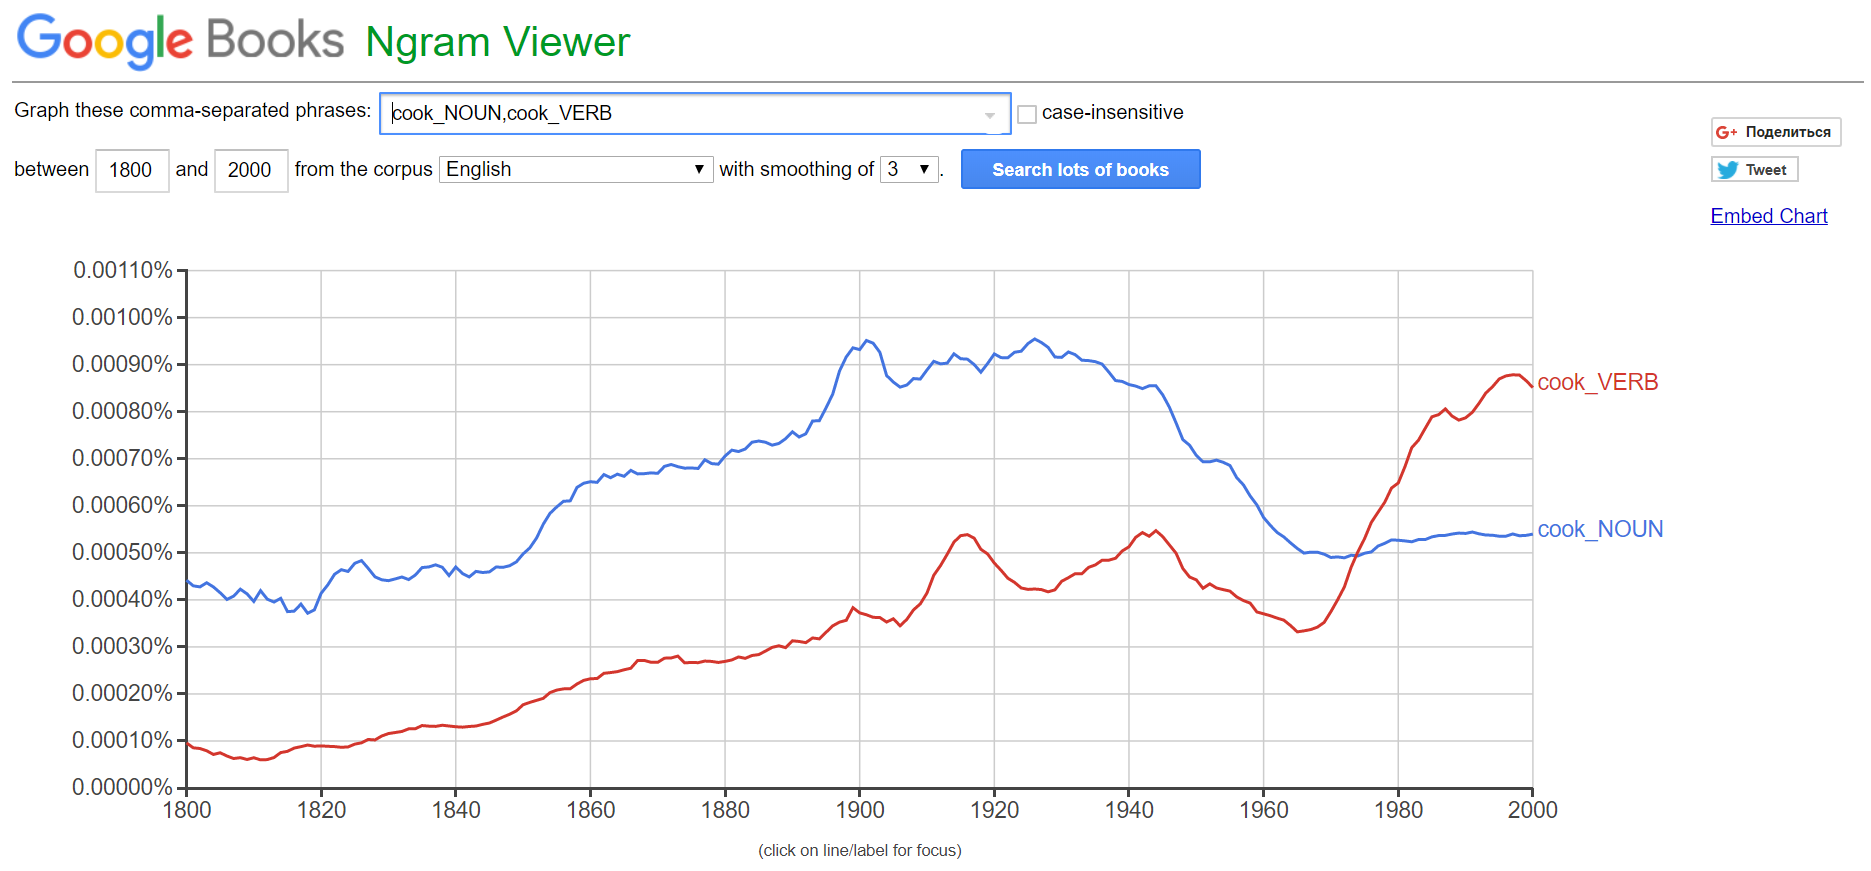 Google Books Ngram Viewer
Graph these comma-separated phrases: cook_NOUN,cook_VERB case-insensitive
between 1800 and 2000 from the corpus English with smoothing of 3 . Search lots of books
G+ Поделиться
Tweet
Embed Chart
0.00110%
0.00100%
0.00090%
0.00080%
0.00070%
0.00060%
0.00050%
0.00040%
0.00030%
0.00020%
0.00010%
0.00000%
cook_VERB
cook_NOUN
1800 1820 1840 1860 1880 1900 1920 1940 1960 1980 2000
(click on line/label for focus)